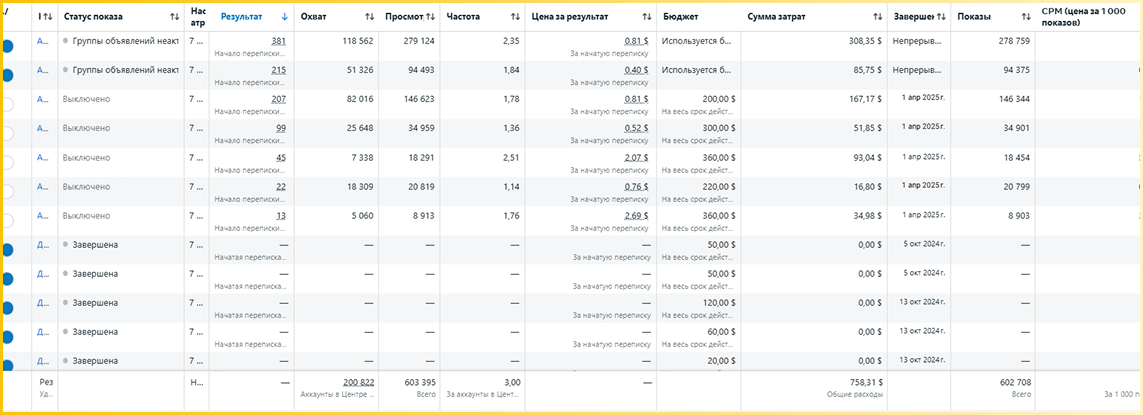 ./ І Статус показа Нас атр Результат ↓ Охват Просмот Частота Цена за результат Бюджет Сумма затрат Завершен Показы CPM (цена за 1 000 показов)
А... Группы объявлений неакт 7 ... 381 118 562 279 124 2,35 0,81 $ Используется б... 308,35 $ Непрерыв... 278 759
Начало переписки... За начатую переписку
А... Группы объявлений неакт 7 ... 215 51 326 94 493 1,84 0,40 $ Используется б... 85,75 $ Непрерыв... 94 375
Начало переписки... За начатую переписку
А... Выключено 7 ... 207 82 016 146 623 1,78 0,81 $ 200,00 $ 167,17 $ 1 апр 2025 г. 146 344
Начало переписки... За начатую переписку На весь срок дейст...
А... Выключено 7 ... 99 25 648 34 959 1,36 0,52 $ 300,00 $ 51,85 $ 1 апр 2025 г. 34 901
Начало переписки... За начатую переписку На весь срок дейст...
А... Выключено 7 ... 45 7 338 18 291 2,51 2,07 $ 360,00 $ 93,04 $ 1 апр 2025 г. 18 454
Начало переписки... За начатую переписку На весь срок дейст...
А... Выключено 7 ... 22 18 309 20 819 1,14 0,76 $ 220,00 $ 16,80 $ 1 апр 2025 г. 20 799
Начало переписки... За начатую переписку На весь срок дейст...
А... Выключено 7 ... 13 5 060 8 913 1,76 2,69 $ 360,00 $ 34,98 $ 1 апр 2025 г. 8 903
Начало переписки... За начатую переписку На весь срок дейст...
Д... Завершена 7 ... — — — — — 50,00 $ 0,00 $ 5 окт 2024 г. —
Начатая переписка... За начатую переписку На весь срок дейст...
Д... Завершена 7 ... — — — — — 50,00 $ 0,00 $ 5 окт 2024 г. —
Начатая переписка... За начатую переписку На весь срок дейст...
Д... Завершена 7 ... — — — — — 120,00 $ 0,00 $ 13 окт 2024 г. —
Начатая переписка... За начатую переписку На весь срок дейст...
Д... Завершена 7 ... — — — — — 60,00 $ 0,00 $ 13 окт 2024 г. —
Начатая переписка... За начатую переписку На весь срок дейст...
Д... Завершена 7 ... — — — — — 20,00 $ 0,00 $ 13 окт 2024 г. —
Рез Н... — 200 822 603 395 3,00 — 758,31 $ 602 708
Уд... Аккаунты в Центре ... Всего За аккаунт в Цент... Общие расходы Всего За 1 000 п